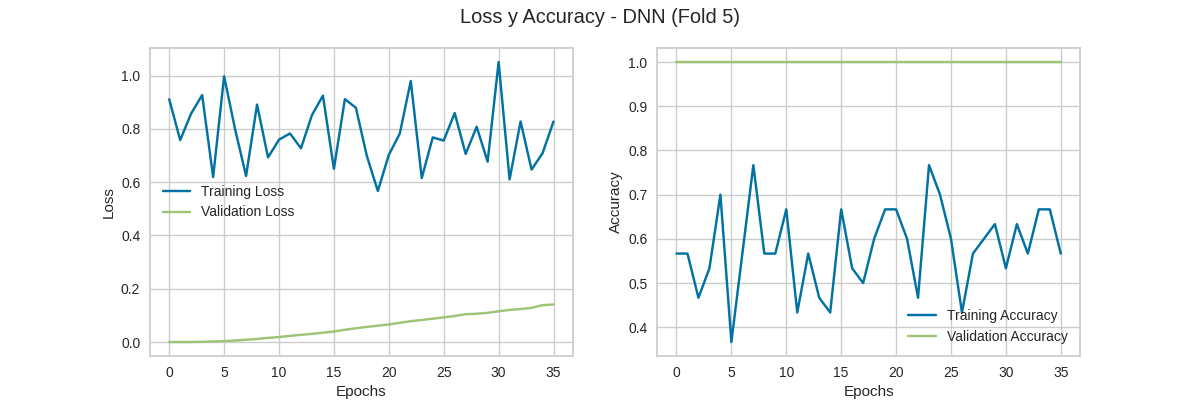 Loss y Accuracy - DNN (Fold 5)
1.0
0.8
0.6
0.4
0.2
0.0
Loss
Training Loss
Validation Loss
0 5 10 15 20 25 30 35
Epochs
1.0
0.9
0.8
0.7
0.6
0.5
0.4
Accuracy
Training Accuracy
Validation Accuracy
0 5 10 15 20 25 30 35
Epochs